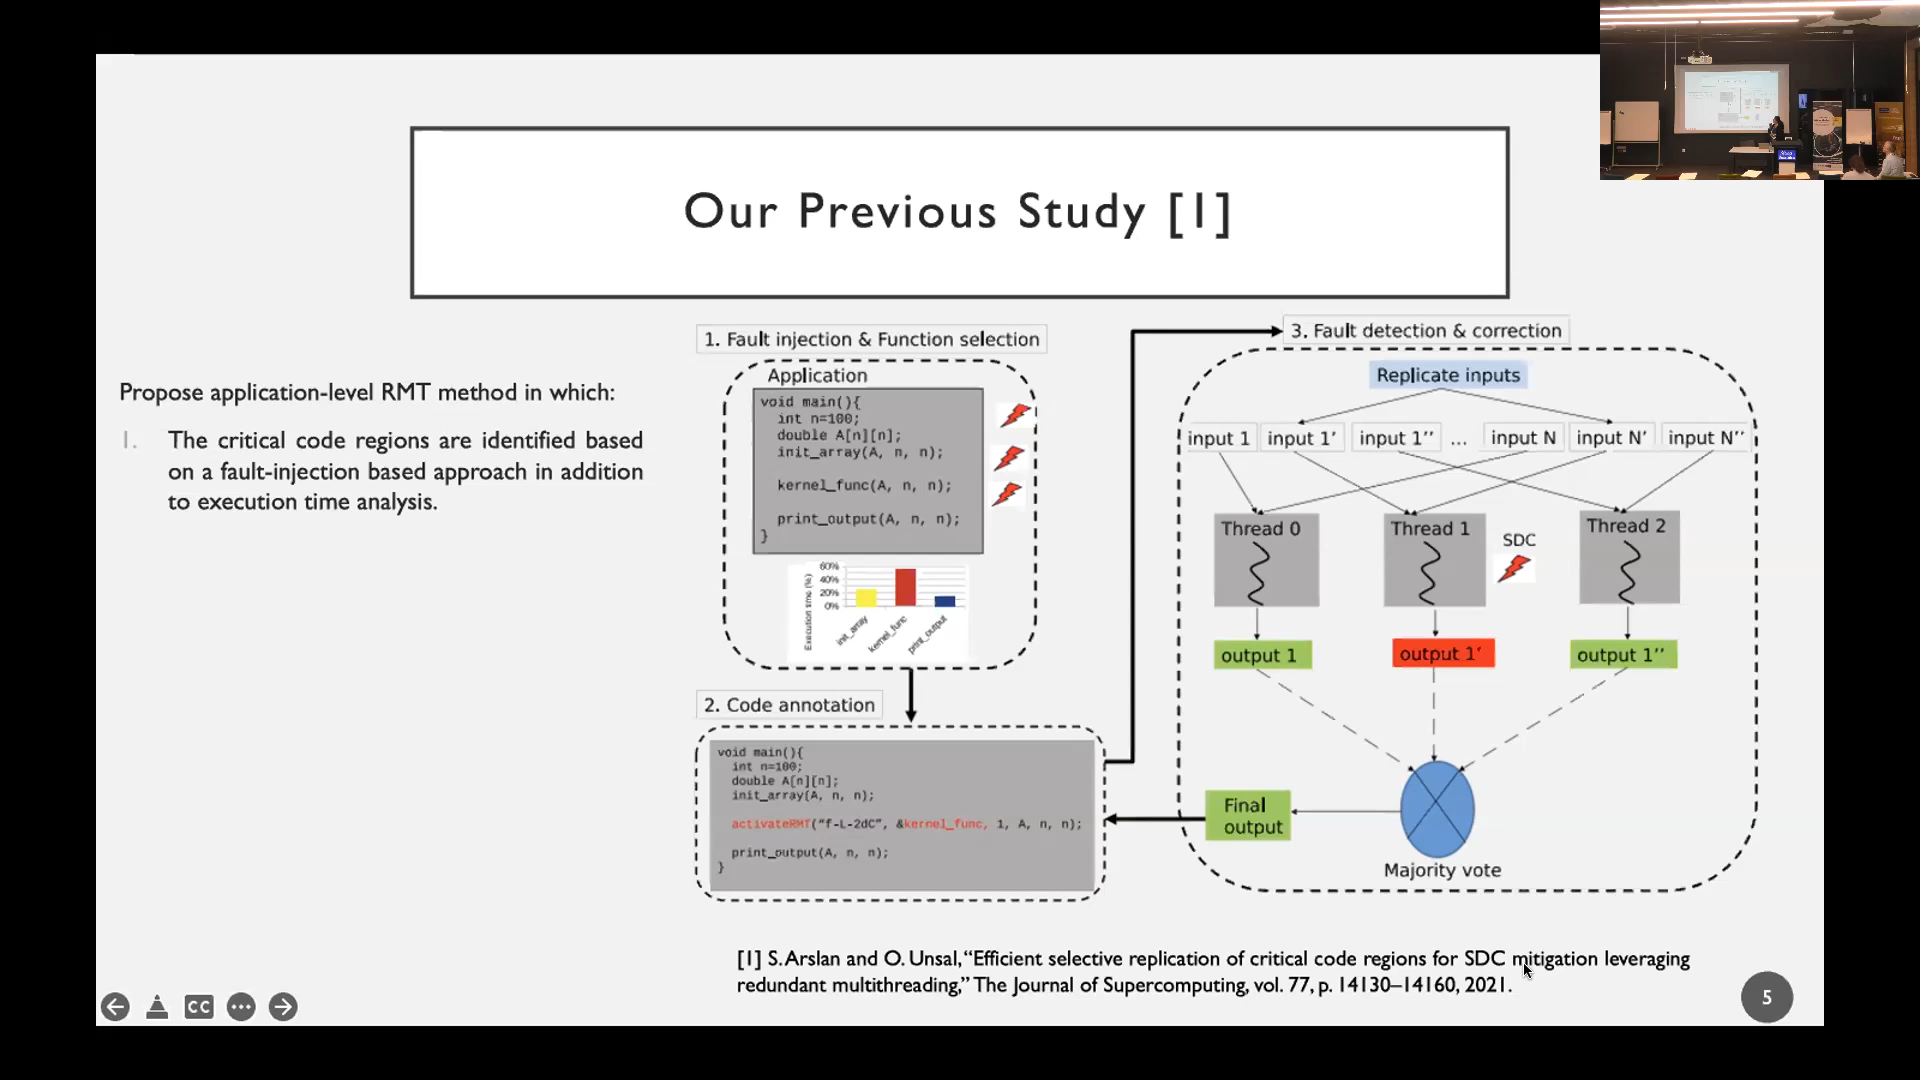 Our Previous Study [1]
Propose application-level RMT method in which:
1. The critical code regions are identified based
on a fault-injection based approach in addition
to execution time analysis.
1. Fault injection & Function selection
Application
void main(){
int n=100;
double A[n][n];
init_array(A, n, n);
kernel_func(A, n, n);
print_output(A, n, n);
}
Execution time (%)
60%
40%
20%
0%
init_array
kernel_func
print_output
2. Code annotation
void main(){
int n=100;
double A[n][n];
init_array(A, n, n);
activateRMT("f-L-2dC", &kernel_func, 1, A, n, n);
print_output(A, n, n);
}
3. Fault detection & correction
Replicate inputs
input 1 input 1’ input 1’’ ... input N input N’ input N’’
Thread 0 Thread 1 Thread 2
SDC
output 1 output 1’ output 1’’
Final
output
Majority vote
[1] S. Arslan and O. Unsal, “Efficient selective replication of critical code regions for SDC mitigation leveraging
redundant multithreading,” The Journal of Supercomputing, vol. 77, p. 14130–14160, 2021.
CC
5